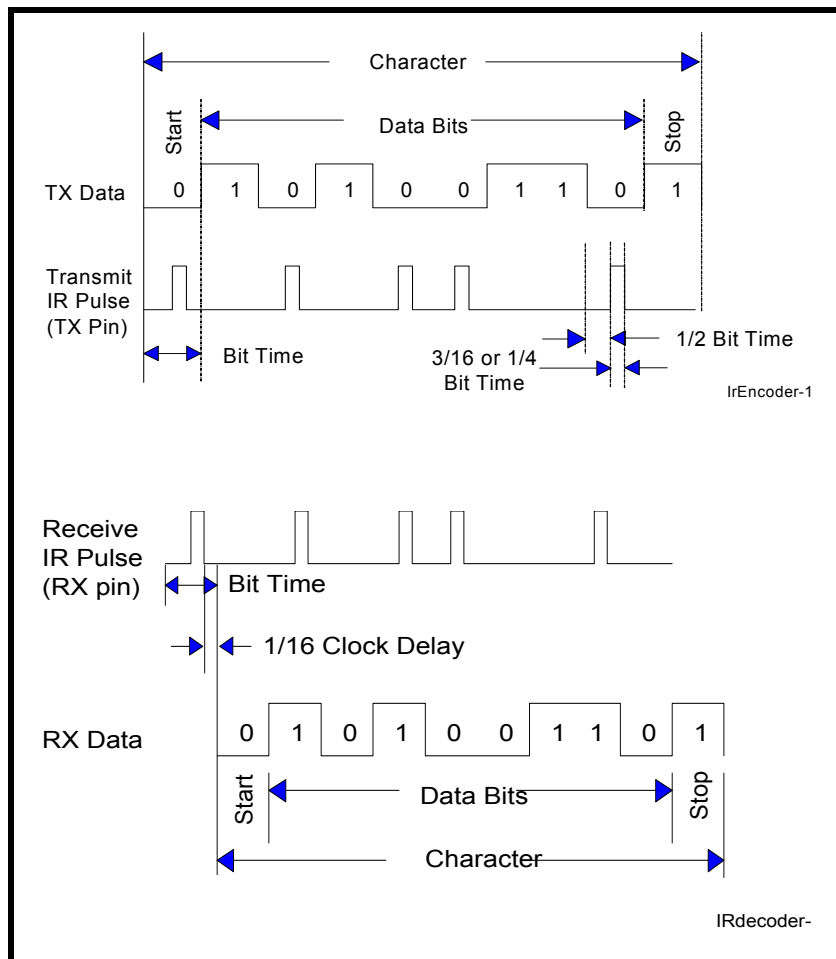 Character
Start
Data Bits
Stop
TX Data 0 1 0 1 0 0 1 1 0 1
Transmit
IR Pulse
(TX Pin)
Bit Time
1/2 Bit Time
3/16 or 1/4
Bit Time
IrEncoder-1
Receive
IR Pulse
(RX pin)
Bit Time
1/16 Clock Delay
RX Data 0 1 0 1 0 0 1 1 0 1
Start
Data Bits
Stop
Character
IRdecoder-